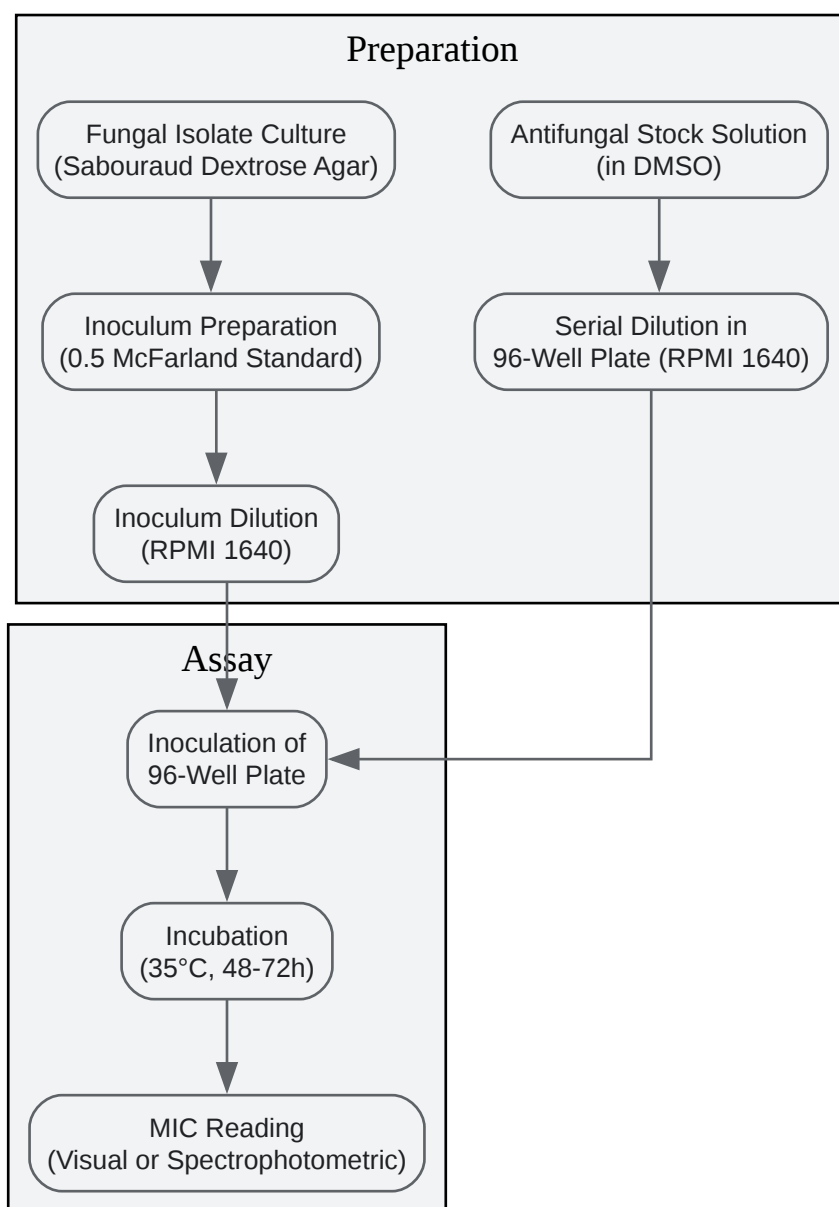 Preparation
Fungal Isolate Culture
(Sabouraud Dextrose Agar)
Antifungal Stock Solution
(in DMSO)
Inoculum Preparation
(0.5 McFarland Standard)
Serial Dilution in
96-Well Plate (RPMI 1640)
Inoculum Dilution
(RPMI 1640)
Assay
Inoculation of
96-Well Plate
Incubation
(35°C, 48-72h)
MIC Reading
(Visual or Spectrophotometric)